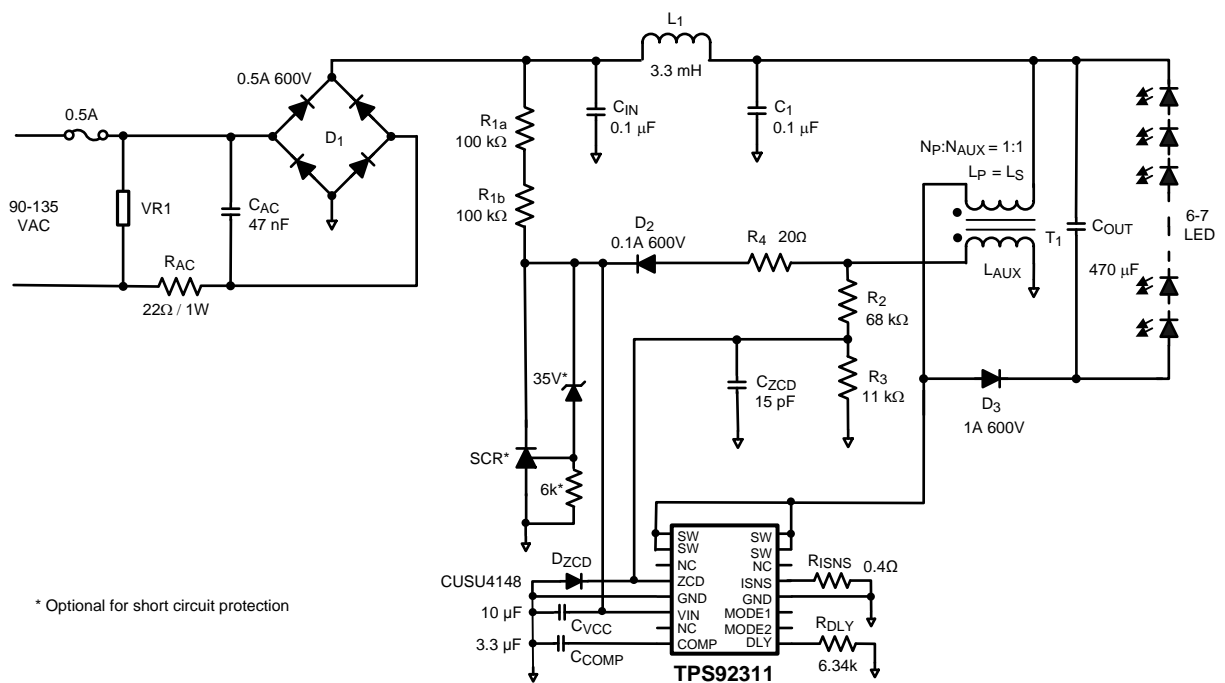 L1
3.3 mH
0.5A 600V
0.5A
D1
R1a
100 kΩ
CIN
0.1 μF
C1
0.1 μF
NP:NAUX = 1:1
LP = LS
R1b
100 kΩ
90-135
VAC
VR1
CAC
47 nF
RAC
22Ω / 1W
D2
0.1A 600V
R4 20Ω
T1
LAUX
COUT
470 μF
6-7
LED
R2
68 kΩ
35V*
CZCD
15 pF
R3
11 kΩ
D3
1A 600V
SCR*
6k*
SW
SW
NC
ZCD
GND
VIN
NC
COMP
SW
SW
NC
ISNS
GND
MODE1
MODE2
DLY
DZCD
CUSU4148
RISNS 0.4Ω
10 µF
CVCC
3.3 µF
CCOMP
RDLY
6.34k
TPS92311
* Optional for short circuit protection